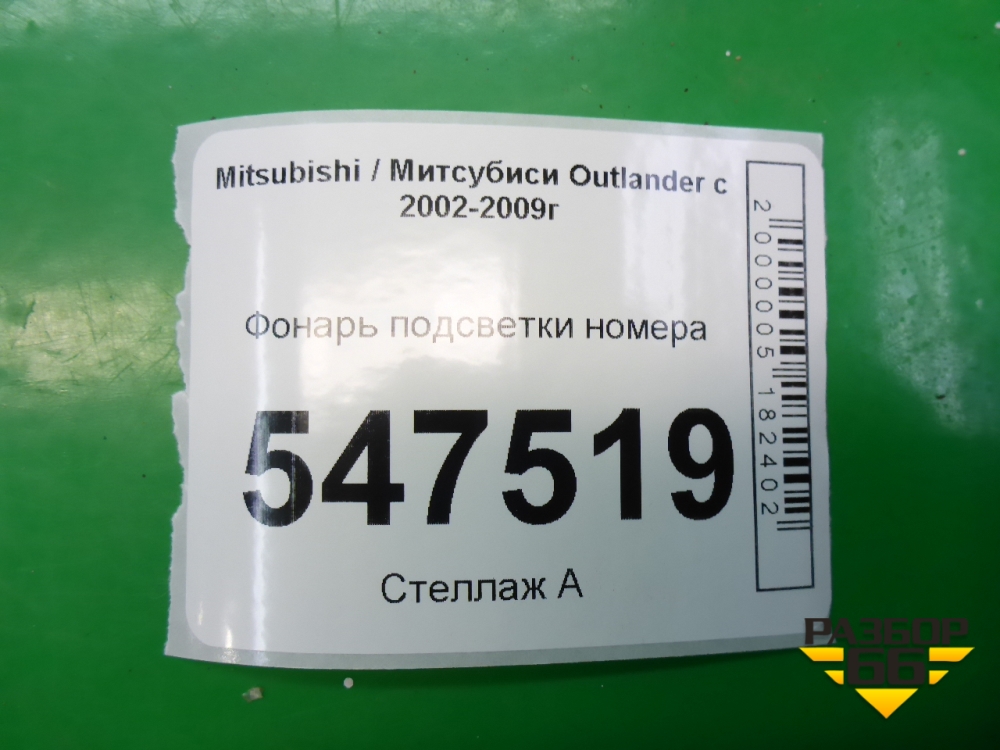 Mitsubishi / Митсубиси Outlander с
2002-2009г
Фонарь подсветки номера
547519
Стеллаж А
2000005182402
РАЗБОР
66